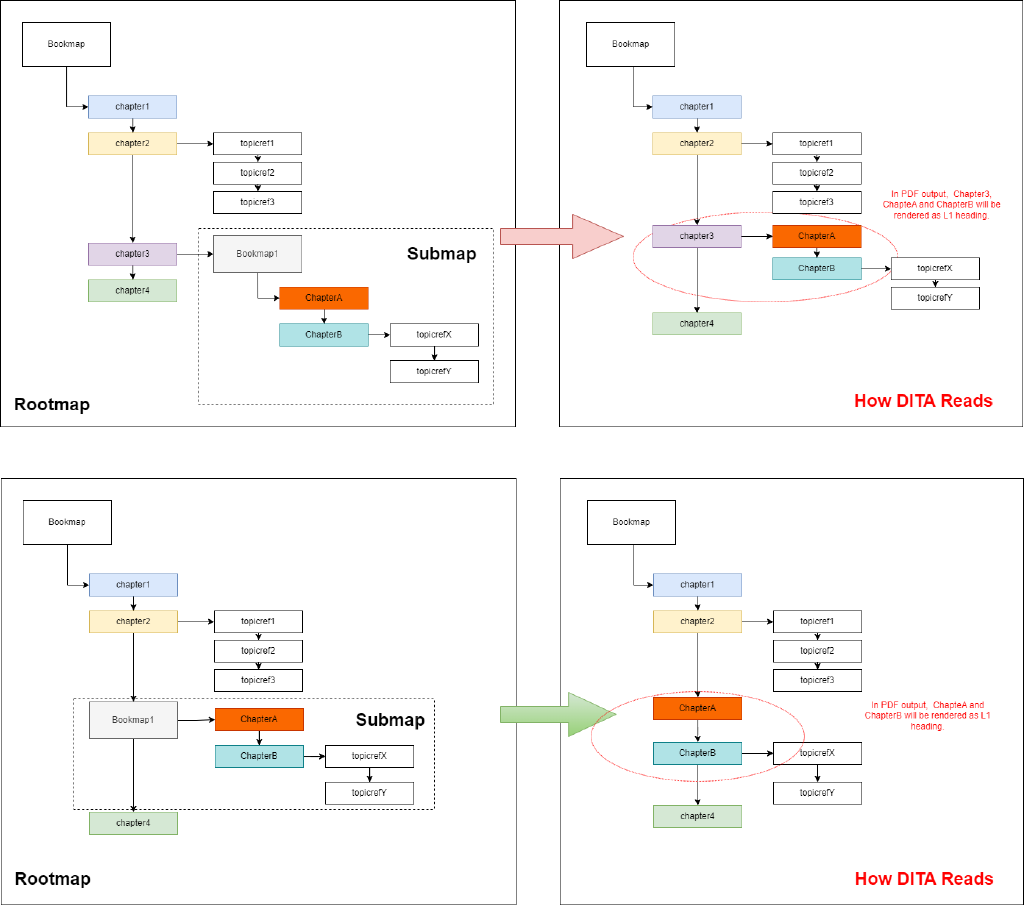 Bookmap
chapter1
chapter2
topicref1
topicref2
topicref3
chapter3
Bookmap1
Submap
chapter4
ChapterA
ChapterB
topicrefX
topicrefY
Rootmap
Bookmap
chapter1
chapter2
topicref1
topicref2
topicref3
In PDF output, Chapter3,
ChapteA and ChapterB will be
rendered as L1 heading.
chapter3
ChapterA
ChapterB
topicrefX
topicrefY
chapter4
How DITA Reads
Bookmap
chapter1
chapter2
topicref1
topicref2
topicref3
Bookmap1
ChapterA
Submap
ChapterB
topicrefX
topicrefY
chapter4
Rootmap
Bookmap
chapter1
chapter2
topicref1
topicref2
topicref3
ChapterA
In PDF output, ChapteA and
ChapterB will be rendered as L1
heading.
ChapterB
topicrefX
topicrefY
chapter4
How DITA Reads